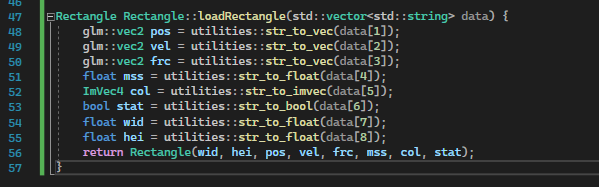 46
47 Rectangle Rectangle::loadRectangle(std::vector<std::string> data) {
48 glm::vec2 pos = utilities::str_to_vec(data[1]);
49 glm::vec2 vel = utilities::str_to_vec(data[2]);
50 glm::vec2 frc = utilities::str_to_vec(data[3]);
51 float mss = utilities::str_to_float(data[4]);
52 ImVec4 col = utilities::str_to_imvec(data[5]);
53 bool stat = utilities::str_to_bool(data[6]);
54 float wid = utilities::str_to_float(data[7]);
55 float hei = utilities::str_to_float(data[8]);
56 return Rectangle(wid, hei, pos, vel, frc, mss, col, stat);
57 }